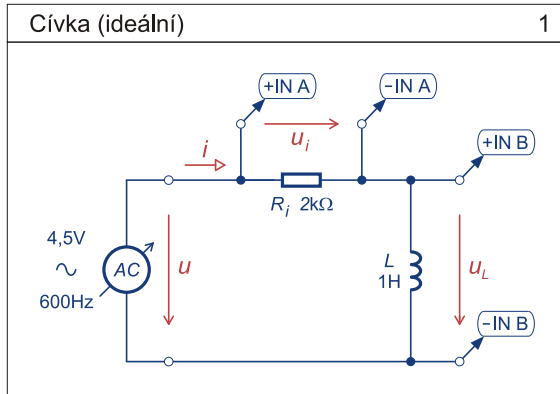 Cívka (ideální) 1
+IN A
−IN A
u_i
+IN B
i
R_i 2kΩ
4,5V
AC
600Hz
u
L
1H
u_L
−IN B